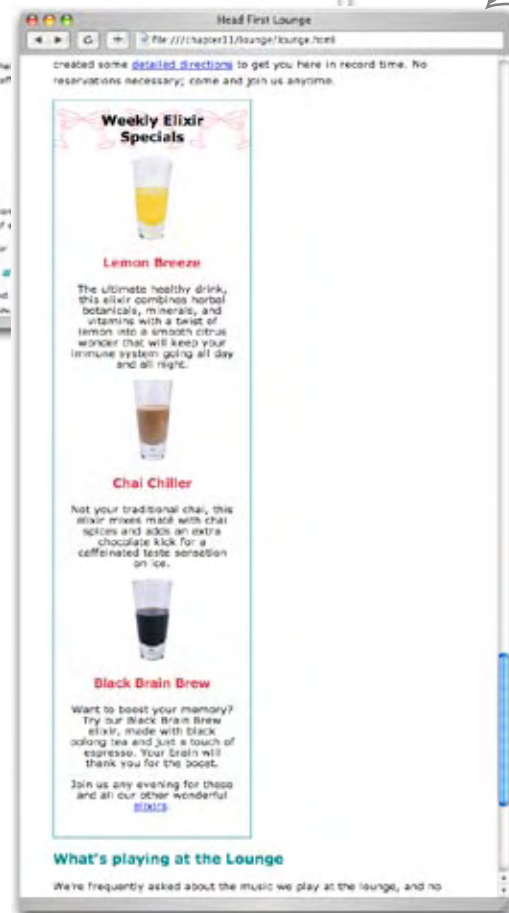 Head First Lounge
file:///chapter11/lounge/lounge.html
created some detailed directions to get you here in record time. No
reservations necessary; come and join us anytime.
Weekly Elixir
Specials
Lemon Breeze
The ultimate healthy drink,
this elixir combines herbal
botanicals, minerals, and
vitamins with a twist of
lemon into a smooth citrus
wonder that will keep your
immune system going all day
and all night.
Chai Chiller
Not your traditional chai, this
elixir mixes maté with chai
spices and adds an extra
chocolate kick for a
caffeinated taste sensation
on ice.
Black Brain Brew
Want to boost your memory?
Try our Black Brain Brew
elixir, made with black
oolong tea and just a touch of
espresso. Your brain will
thank you for the boost.
Join us any evening for these
and all our other wonderful
elixirs.
What's playing at the Lounge
We're frequently asked about the music we play at the lounge, and no